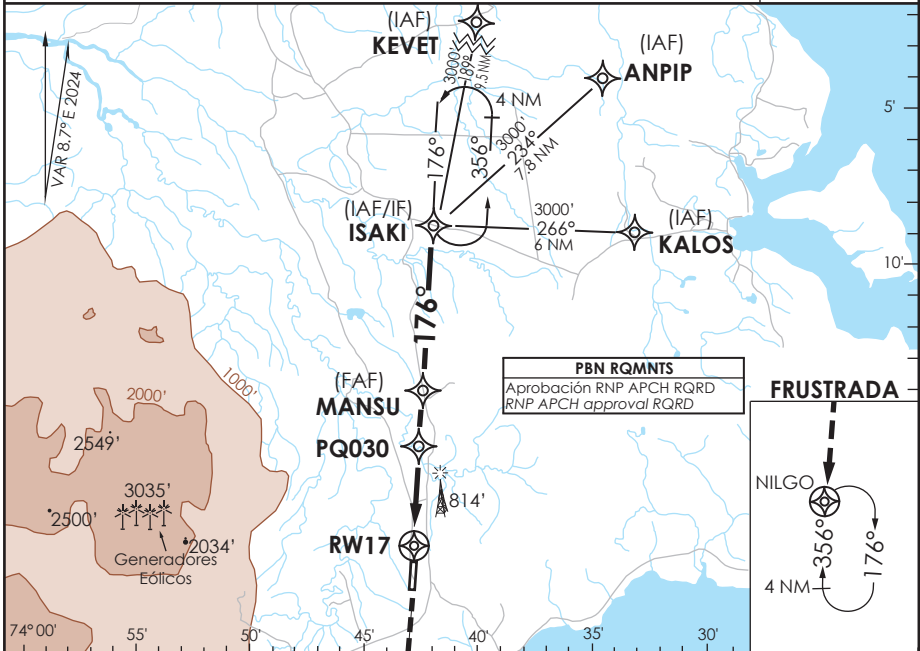 (IAF)
KEVET
3000'
189°
9.5 NM
(IAF)
ANPIP
VAR 8.7° E 2024
4 NM
5'
176°
356°
3000'
234°
7.8 NM
(IAF/IF)
ISAKI
3000'
266°
6 NM
(IAF)
KALOS
10'
176°
1000'
2000'
(FAF)
MANSU
PBN RQMNTS
Aprobación RNP APCH RQRD
RNP APCH approval RQRD
FRUSTRADA
PQ030
2549'
3035'
2500'
2034'
Generadores
Eólicos
814'
NILGO
356°
176°
4 NM
RW17
74° 00'
55'
50'
45'
40'
35'
30'